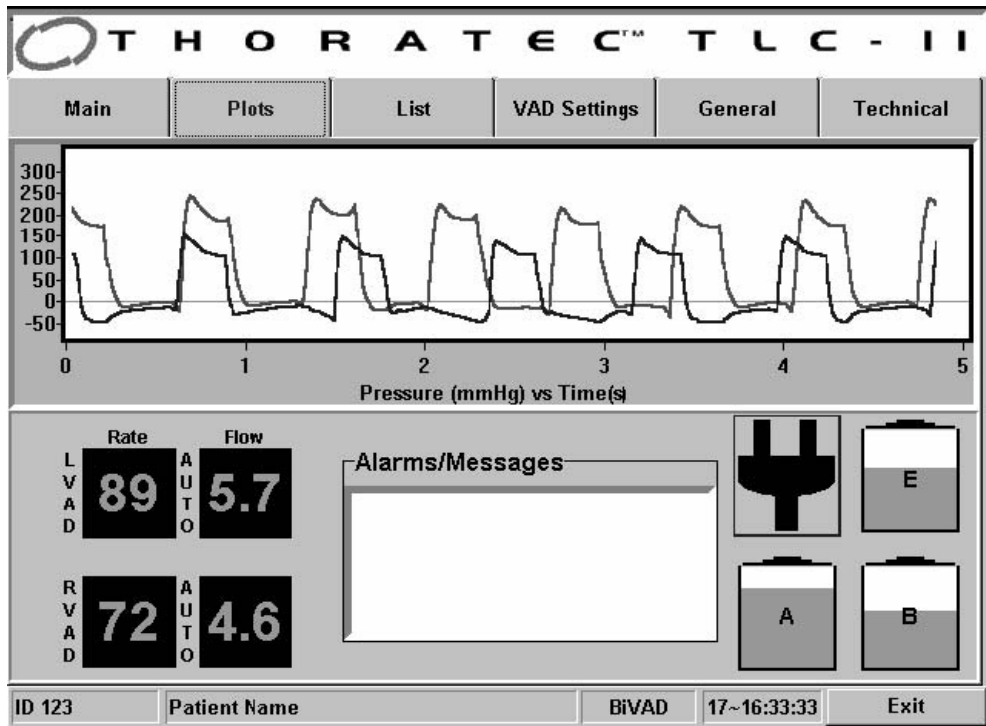 THORATEC™ TLC-II
Main Plots List VAD Settings General Technical
300
250
200
150
100
50
0
-50
0 1 2 3 4 5
Pressure (mmHg) vs Time(s)
Rate Flow
LVAD 89 AUTO 5.7
Alarms/Messages
E
RVAD 72 AUTO 4.6
A B
ID 123 Patient Name BiVAD 17~16:33:33 Exit